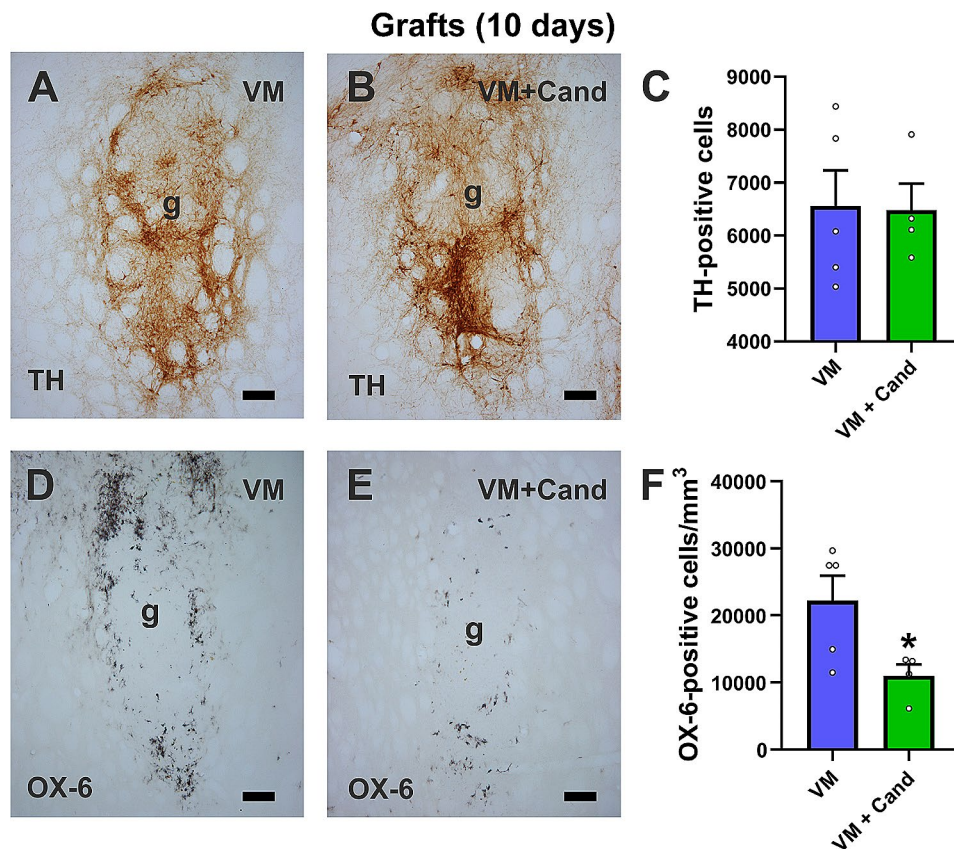 Grafts (10 days)
A VM
g
TH
B VM+Cand
g
TH
C
TH-positive cells
9000
8000
7000
6000
5000
4000
VM
VM + Cand
D VM
g
OX-6
E VM+Cand
g
OX-6
F
OX-6-positive cells/mm³
40000
30000
20000
10000
0
*
VM
VM + Cand